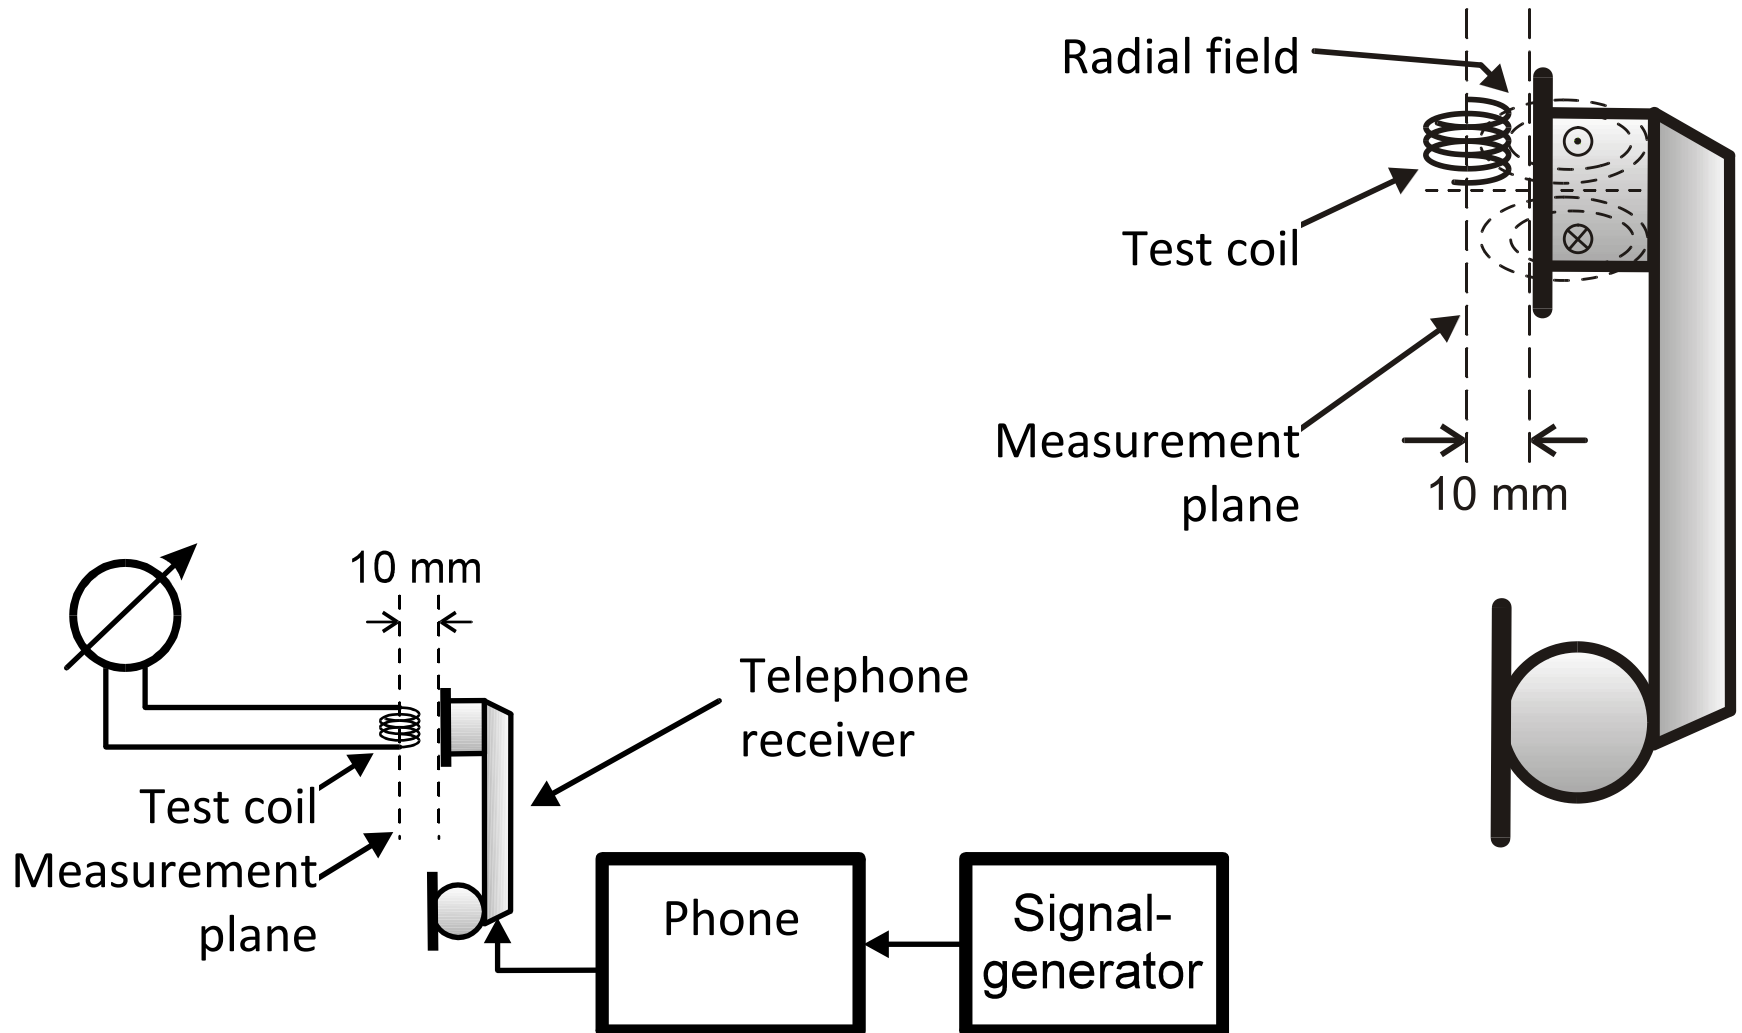 Radial field
Test coil
Measurement
plane
10 mm
10 mm
Telephone
receiver
Test coil
Measurement
plane
Phone
Signal-
generator